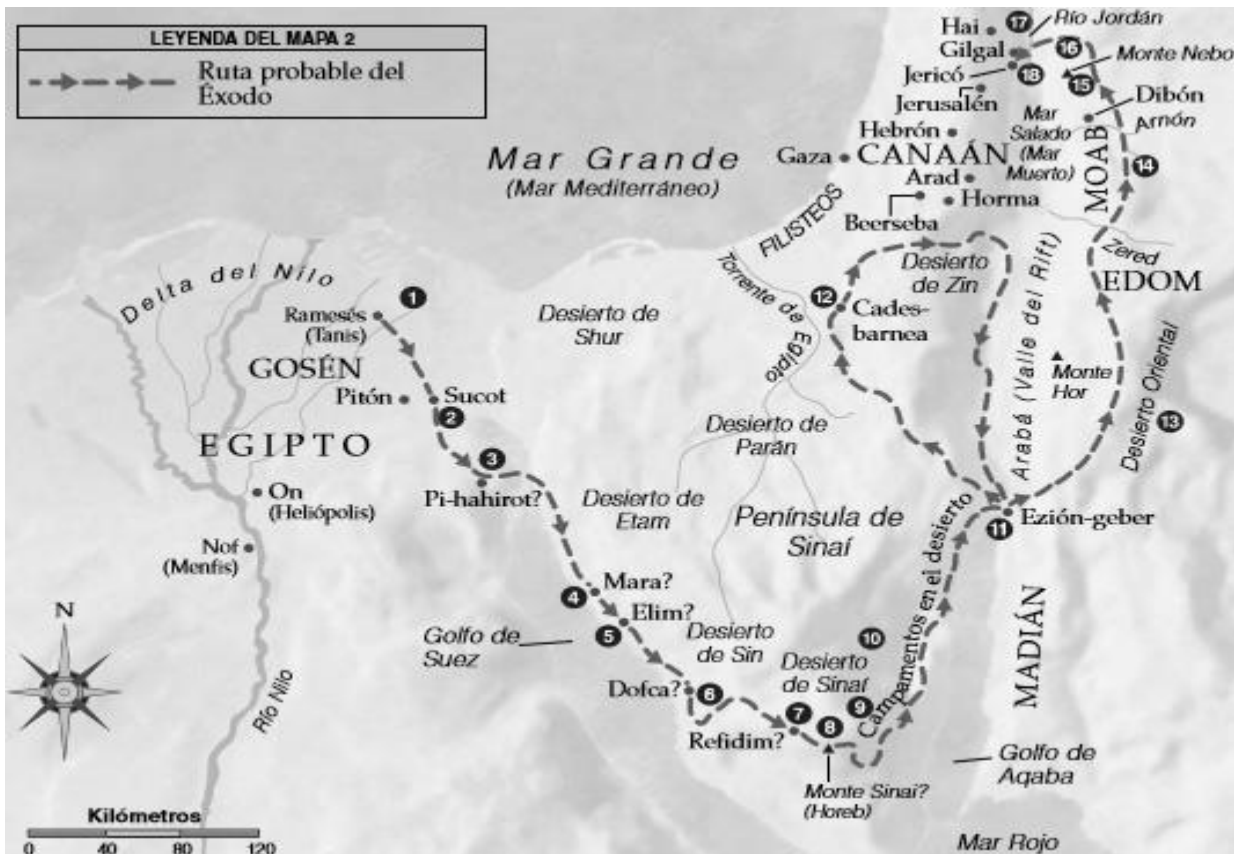 LEYENDA DEL MAPA 2
Ruta probable del
Éxodo
Hai
17
Río Jordán
Gilgal
16
Monte Nebo
Jericó
18
15
Jerusalén
Dibón
Mar
Salado
(Mar
Muerto)
Arnón
Hebrón
Mar Grande
(Mar Mediterráneo)
Gaza
CANAÁN
MOAB
14
Arad
Horma
Beerseba
FILISTEOS
Zered
EDOM
Delta del Nilo
1
Ramesés
(Tanis)
Desierto de
Shur
Torrente de Egipto
12
Cades-
barnea
Desierto
de Zin
Arabá (Valle del Rift)
Monte
Hor
Desierto Oriental
13
GOSÉN
Pitón
Sucot
2
EGIPTO
3
Pi-hahirot?
On
(Heliópolis)
Nof
(Menfis)
Desierto de
Parán
Desierto de
Etam
Península de
Sinaí
11
Ezión-geber
Campamentos en el desierto
MADIÁN
4
Mara?
5
Elim?
Golfo de
Suez
Desierto
de Sin
10
Desierto
de Sinaí
Dofca?
6
7
8
9
Refidim?
Monte Sinai?
(Horeb)
Golfo de
Aqaba
Mar Rojo
N
Río Nilo
Kilómetros
0 40 80 120